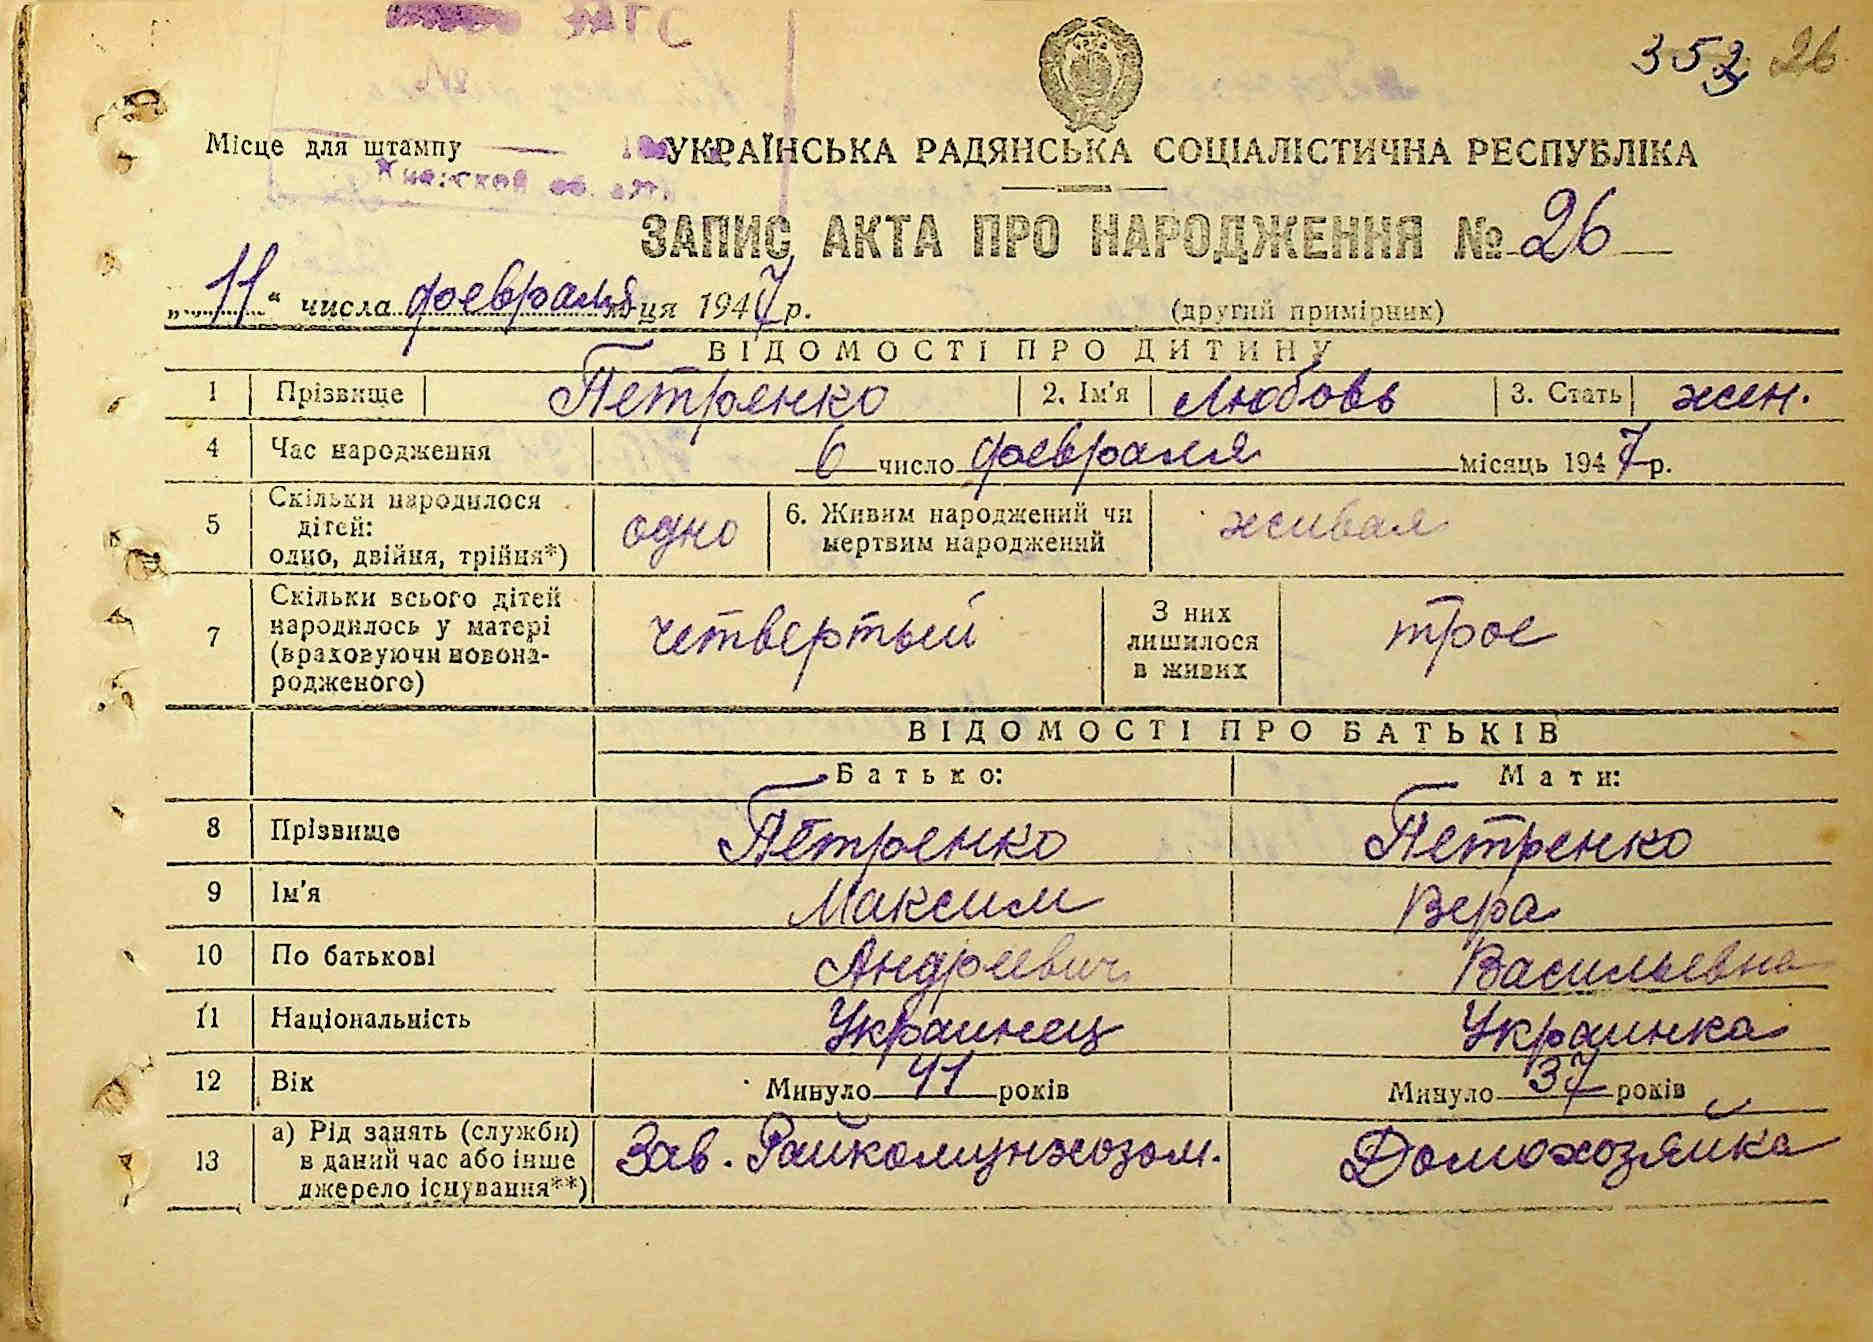 353 26
Місце для штампу
УКРАЇНСЬКА РАДЯНСЬКА СОЦІАЛІСТИЧНА РЕСПУБЛІКА
ЗАПИС АКТА ПРО НАРОДЖЕННЯ № 26
„11“ числа февраля ця 1947 р. (другий примірник)
ВІДОМОСТІ ПРО ДИТИНУ
1 Прізвище Петренко 2. Ім'я Любовь 3. Стать жен.
4 Час народження 6 число февраля місяць 1947 р.
5 Скільки народилося дітей: одно, двійня, трійня*) одно 6. Живим народжений чи мертвим народжений живая
7 Скільки всього дітей народилось у матері (враховуючи новонародженого) четвертый З них лишилося в живих трое
ВІДОМОСТІ ПРО БАТЬКІВ
Батько: Мати:
8 Прізвище Петренко Петренко
9 Ім'я Максим Вера
10 По батькові Андреевич Васильевна
11 Національність Украинец Украинка
12 Вік Минуло 41 років Минуло 37 років
13 а) Рід занять (служби) в даний час або інше джерело існування**) Зав. Райкомунхозом. Домохозяйка